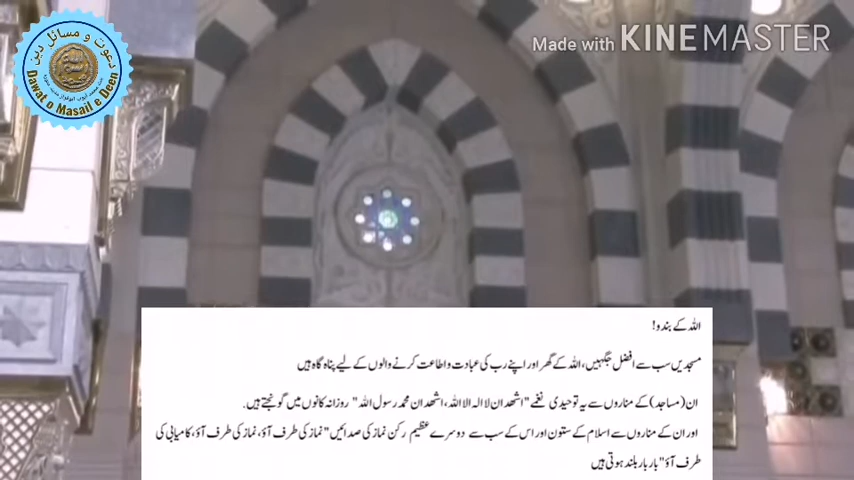 دعوت و مسائل دین
Dawat o Masail e Deen
Made with KINEMASTER
اللہ کے بندو!
مسجدیں سب سے افضل جگہیں، اللہ کے گھر اور اپنے رب کی عبادت و اطاعت کرنے والوں کے لیے پناہ گاہ ہیں
ان (مساجد) کے مناروں سے یہ توحیدی نغمے "اشھد ان لا الہ الا اللہ، اشھد ان محمد رسول اللہ" روزانہ کانوں میں گونجتے ہیں.
اور ان کے مناروں سے اسلام کے ستون اور اس کے سب سے دوسرے عظیم رکن نماز کی صدائیں "نماز کی طرف آؤ، نماز کی طرف آؤ، کامیابی کی
طرف آؤ" بار بار بلند ہوتی ہیں